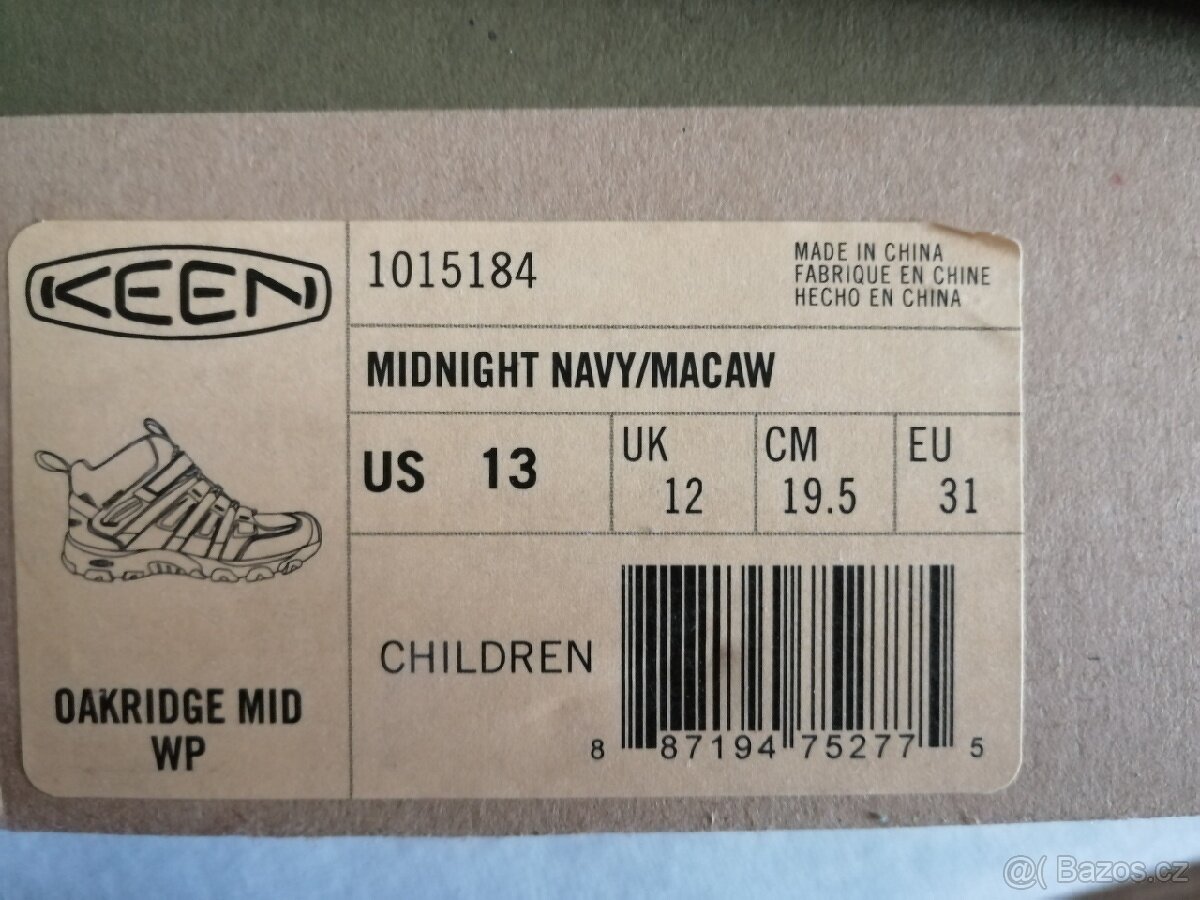 KEEN
1015184
MADE IN CHINA
FABRIQUE EN CHINE
HECHO EN CHINA
MIDNIGHT NAVY/MACAW
US 13
UK
12
CM
19.5
EU
31
CHILDREN
OAKRIDGE MID
WP
8 87194 75277 5
@( Bazos.cz